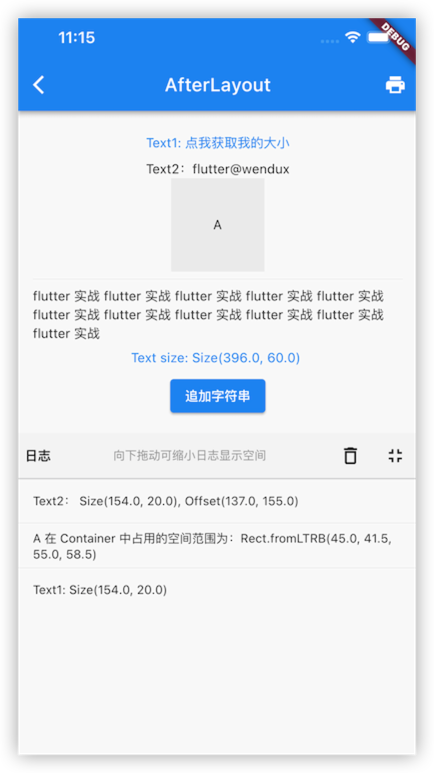 11:15
DEBUG
AfterLayout
Text1: 点我获取我的大小
Text2：flutter@wendux
A
flutter 实战 flutter 实战 flutter 实战 flutter 实战 flutter 实战
flutter 实战 flutter 实战 flutter 实战 flutter 实战 flutter 实战
flutter 实战
Text size: Size(396.0, 60.0)
追加字符串
日志 向下拖动可缩小日志显示空间
Text2： Size(154.0, 20.0), Offset(137.0, 155.0)
A 在 Container 中占用的空间范围为：Rect.fromLTRB(45.0, 41.5,
55.0, 58.5)
Text1: Size(154.0, 20.0)